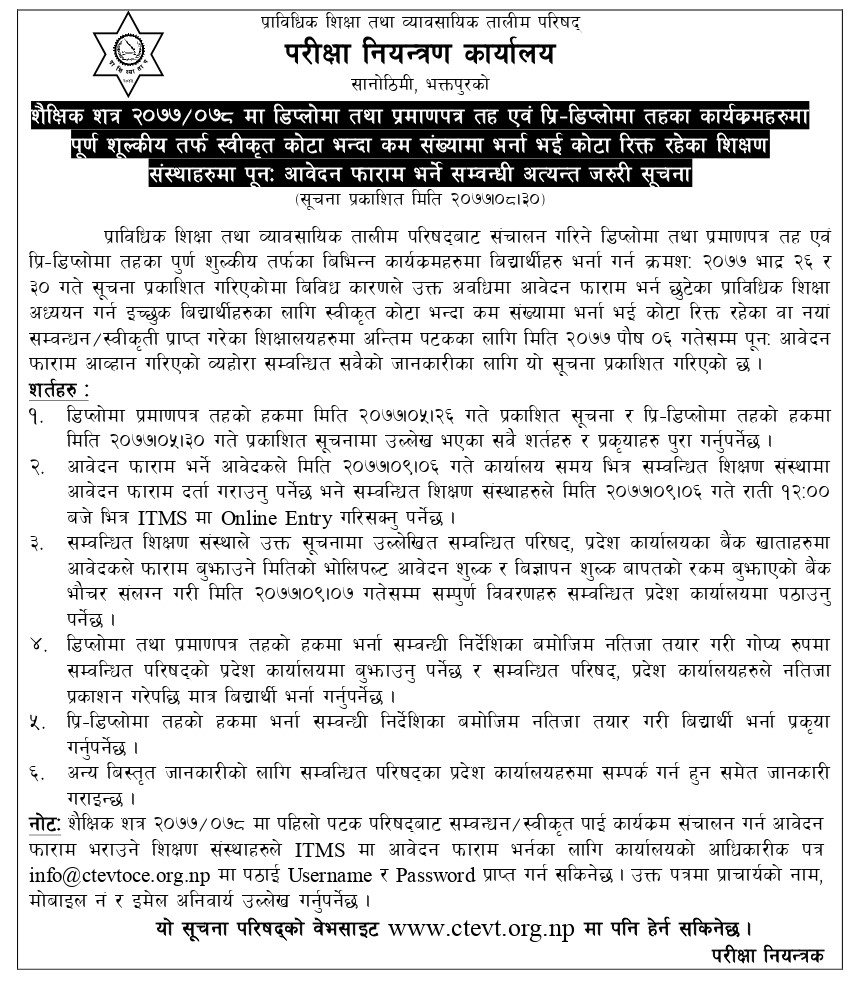 प्राविधिक शिक्षा तथा व्यावसायिक तालीम परिषद्
परीक्षा नियन्त्रण कार्यालय
सानोठिमी, भक्तपुरको
शैक्षिक शत्र २०७७/०७८ मा डिप्लोमा तथा प्रमाणपत्र तह एवं प्रि-डिप्लोमा तहका कार्यक्रमहरुमा
पूर्ण शूल्कीय तर्फ स्वीकृत कोटा भन्दा कम संख्यामा भर्ना भई कोटा रिक्त रहेका शिक्षण
संस्थाहरुमा पून: आवेदन फाराम भर्ने सम्वन्धी अत्यन्त जरुरी सूचना
(सूचना प्रकाशित मिति २०७७।०८।३०)
प्राविधिक शिक्षा तथा व्यावसायिक तालीम परिषद्बाट संचालन गरिने डिप्लोमा तथा प्रमाणपत्र तह एवं
प्रि-डिप्लोमा तहका पुर्ण शुल्कीय तर्फका बिभिन्न कार्यक्रमहरुमा बिद्यार्थीहरु भर्ना गर्न क्रमश: २०७७ भाद्र २६ र
३० गते सूचना प्रकाशित गरिएकोमा बिविध कारणले उक्त अवधिमा आवेदन फाराम भर्न छुटेका प्राविधिक शिक्षा
अध्ययन गर्न इच्छुक बिद्यार्थीहरुका लागि स्वीकृत कोटा भन्दा कम संख्यामा भर्ना भई कोटा रिक्त रहेका वा नयां
सम्वन्धन/स्वीकृती प्राप्त गरेका शिक्षालयहरुमा अन्तिम पटकका लागि मिति २०७७ पौष ०६ गतेसम्म पून: आवेदन
फाराम आव्हान गरिएको व्यहोरा सम्वन्धित सवैको जानकारीका लागि यो सूचना प्रकाशित गरिएको छ ।
शर्तहरु :
१. डिप्लोमा प्रमाणपत्र तहको हकमा मिति २०७७।०५।२६ गते प्रकाशित सूचना र प्रि-डिप्लोमा तहको हकमा
मिति २०७७।०५।३० गते प्रकाशित सूचनामा उल्लेख भएका सवै शर्तहरु र प्रकृयाहरु पुरा गर्नुपर्नेछ ।
२. आवेदन फाराम भर्ने आवेदकले मिति २०७७।०९।०६ गते कार्यालय समय भित्र सम्वन्धित शिक्षण संस्थामा
आवेदन फाराम दर्ता गराउनु पर्नेछ भने सम्वन्धित शिक्षण संस्थाहरुले मिति २०७७।०९।०६ गते राती १२:००
बजे भित्र ITMS मा Online Entry गरिसक्नु पर्नेछ ।
३. सम्वन्धित शिक्षण संस्थाले उक्त सूचनामा उल्लेखित सम्वन्धित परिषद्, प्रदेश कार्यालयका बैंक खाताहरुमा
आवेदकले फाराम बुझाउने मितिको भोलिपल्ट आवेदन शुल्क र बिज्ञापन शुल्क बापतको रकम बुझाएको बैंक
भौचर संलग्न गरी मिति २०७७।०९।०७ गतेसम्म सम्पुर्ण विवरणहरु सम्वन्धित प्रदेश कार्यालयमा पठाउनु
पर्नेछ ।
४. डिप्लोमा तथा प्रमाणपत्र तहको हकमा भर्ना सम्वन्धी निर्देशिका बमोजिम नतिजा तयार गरी गोप्य रुपमा
सम्वन्धित परिषद्को प्रदेश कार्यालयमा बुझाउनु पर्नेछ र सम्वन्धित परिषद्, प्रदेश कार्यालयहरुले नतिजा
प्रकाशन गरेपछि मात्र बिद्यार्थी भर्ना गर्नुपर्नेछ ।
५. प्रि-डिप्लोमा तहको हकमा भर्ना सम्वन्धी निर्देशिका बमोजिम नतिजा तयार गरी बिद्यार्थी भर्ना प्रकृया
गर्नुपर्नेछ ।
६. अन्य बिस्तृत जानकारीको लागि सम्वन्धित परिषद्का प्रदेश कार्यालयहरुमा सम्पर्क गर्न हुन समेत जानकारी
गराइन्छ ।
नोट: शैक्षिक शत्र २०७७/०७८ मा पहिलो पटक परिषद्बाट सम्वन्धन/स्वीकृत पाई कार्यक्रम संचालन गर्न आवेदन
फाराम भराउने शिक्षण संस्थाहरुले ITMS मा आवेदन फाराम भर्नका लागि कार्यालयको आधिकारीक पत्र
info@ctevtoce.org.np मा पठाई Username र Password प्राप्त गर्न सकिनेछ । उक्त पत्रमा प्राचार्यको नाम,
मोबाइल नं र इमेल अनिवार्य उल्लेख गर्नुपर्नेछ ।
यो सूचना परिषद्को वेभसाइट www.ctevt.org.np मा पनि हेर्न सकिनेछ ।
परीक्षा नियन्त्रक